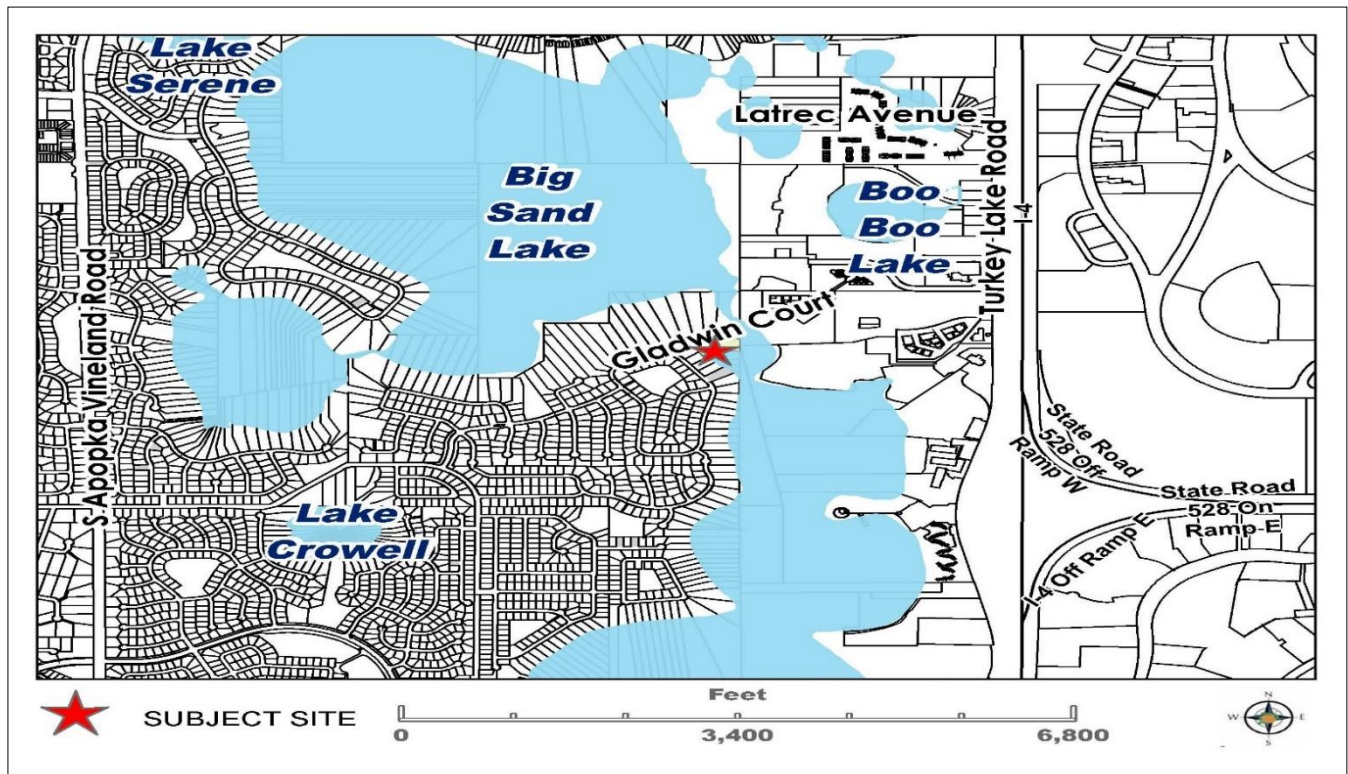 Lake
Serene
Latrec Avenue
Big
Sand
Lake
Boo
Boo
Lake
Turkey Lake Road
I-4
S Apopka Vineland Road
Gladwin Court
Lake
Crowell
State Road
528 Off
Ramp W
State Road
528 On
Ramp E
I-4 Off Ramp E
SUBJECT SITE
Feet
0
3,400
6,800
N
W
E
S